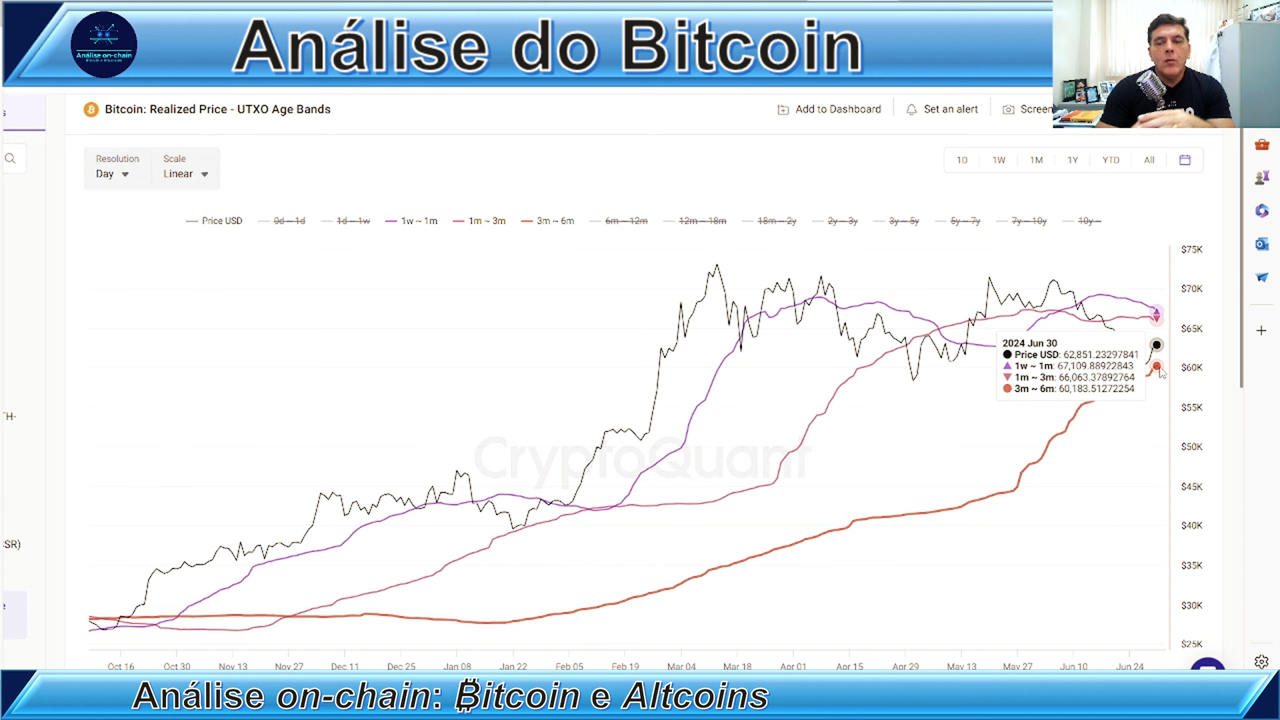 Análise do Bitcoin
Análise on-chain
Bitcoin: Realized Price - UTXO Age Bands
Add to Dashboard
Set an alert
Screen
Resolution
Day
Scale
Linear
1D 1W 1M 1Y YTD All
Price USD 0d ~ 1d 1d ~ 1w 1w ~ 1m 1m ~ 3m 3m ~ 6m 6m ~ 12m 12m ~ 18m 18m ~ 2y 2y ~ 3y 3y ~ 5y 5y ~ 7y 7y ~ 10y 10y ~
$75K
$70K
$65K
$60K
$55K
$50K
$45K
$40K
$35K
$30K
$25K
2024 Jun 30
Price USD: 62,851.23297841
1w ~ 1m: 67,109.88922843
1m ~ 3m: 66,063.37892764
3m ~ 6m: 60,183.51272254
CryptoQuant
TH-
SSR)
Oct 16 Oct 30 Nov 13 Nov 27 Dec 11 Dec 25 Jan 08 Jan 22 Feb 05 Feb 19 Mar 04 Mar 18 Apr 01 Apr 15 Apr 29 May 13 May 27 Jun 10 Jun 24
Análise on-chain: ₿itcoin e Altcoins